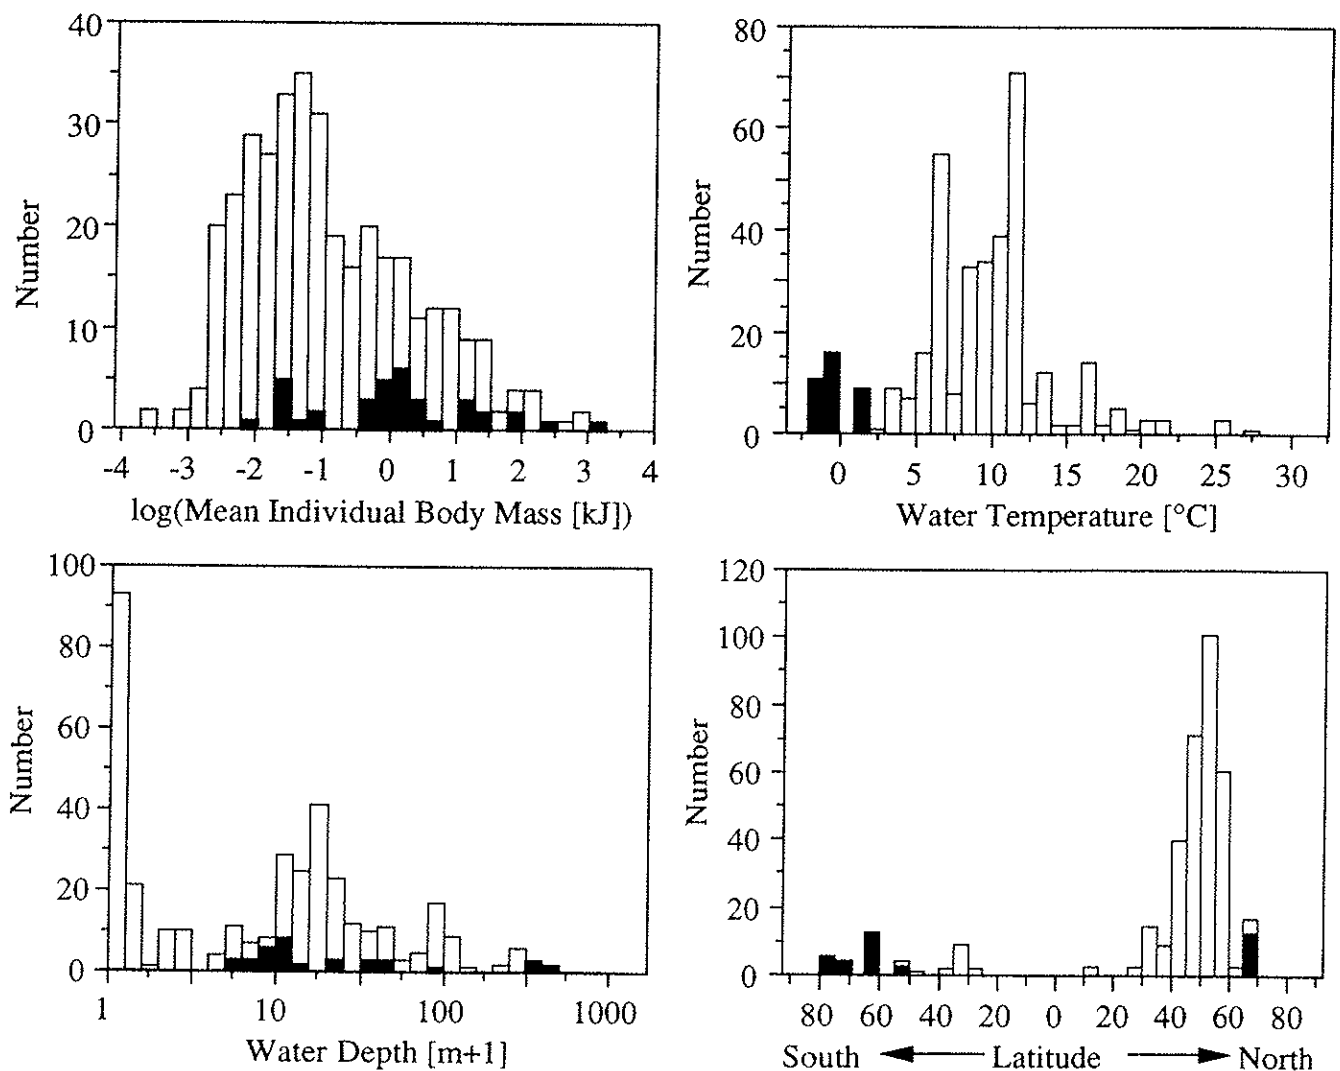 40
30
20
10
0
Number
-4 -3 -2 -1 0 1 2 3 4
log(Mean Individual Body Mass [kJ])
80
60
40
20
0
Number
0 5 10 15 20 25 30
Water Temperature [°C]
100
80
60
40
20
0
Number
1 10 100 1000
Water Depth [m+1]
120
100
80
60
40
20
0
Number
80 60 40 20 0 20 40 60 80
South Latitude North